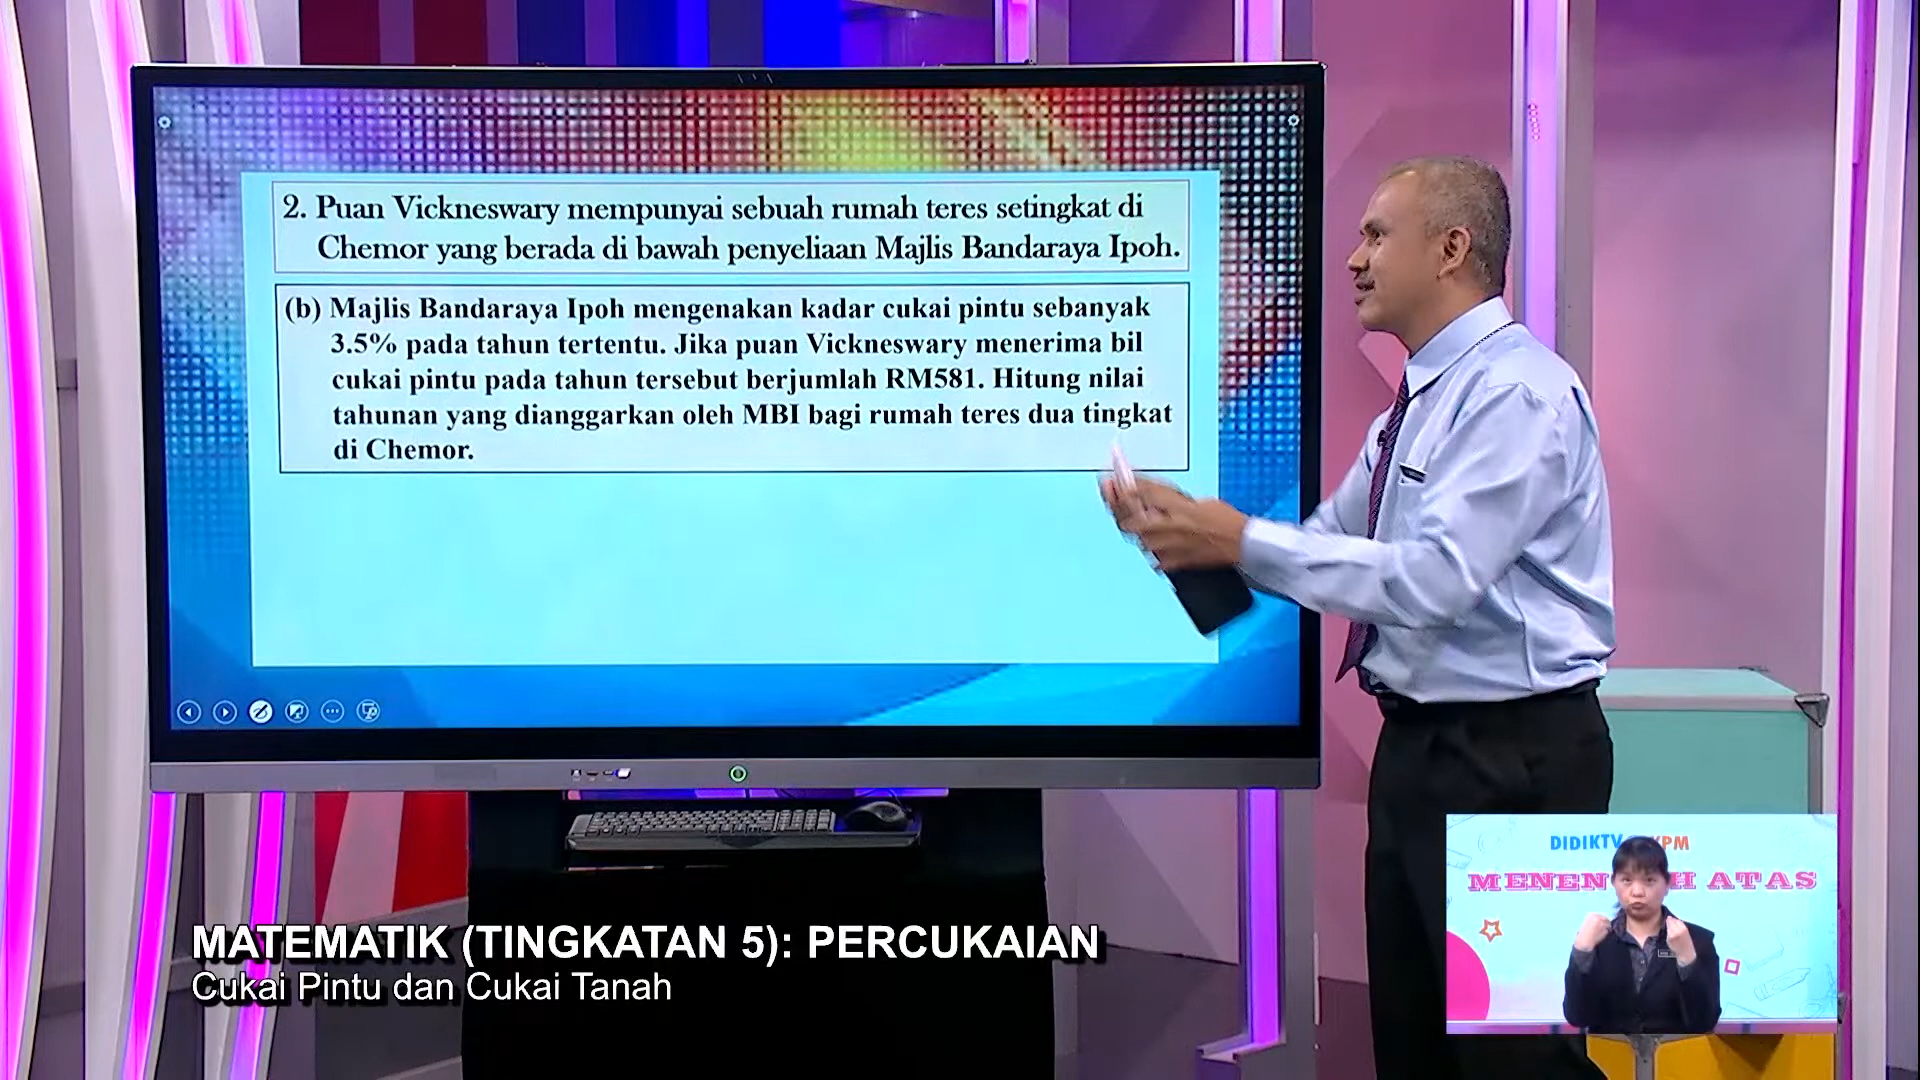 2. Puan Vickneswary mempunyai sebuah rumah teres setingkat di
Chemor yang berada di bawah penyeliaan Majlis Bandaraya Ipoh.
(b) Majlis Bandaraya Ipoh mengenakan kadar cukai pintu sebanyak
3.5% pada tahun tertentu. Jika puan Vickneswary menerima bil
cukai pintu pada tahun tersebut berjumlah RM581. Hitung nilai
tahunan yang dianggarkan oleh MBI bagi rumah teres dua tingkat
di Chemor.
DIDIKTV KPM
ATAS
MATEMATIK (TINGKATAN 5): PERCUKAIAN
Cukai Pintu dan Cukai Tanah